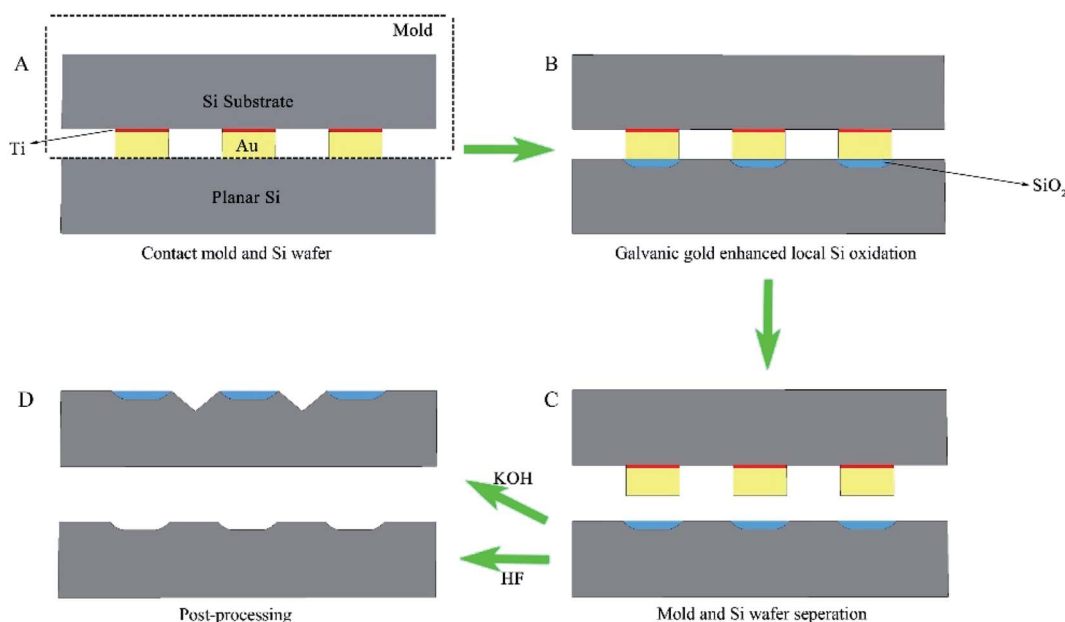 Mold
A
Si Substrate
Ti
Au
Planar Si
Contact mold and Si wafer
B
SiO₂
Galvanic gold enhanced local Si oxidation
D
KOH
HF
Post-processing
C
Mold and Si wafer seperation